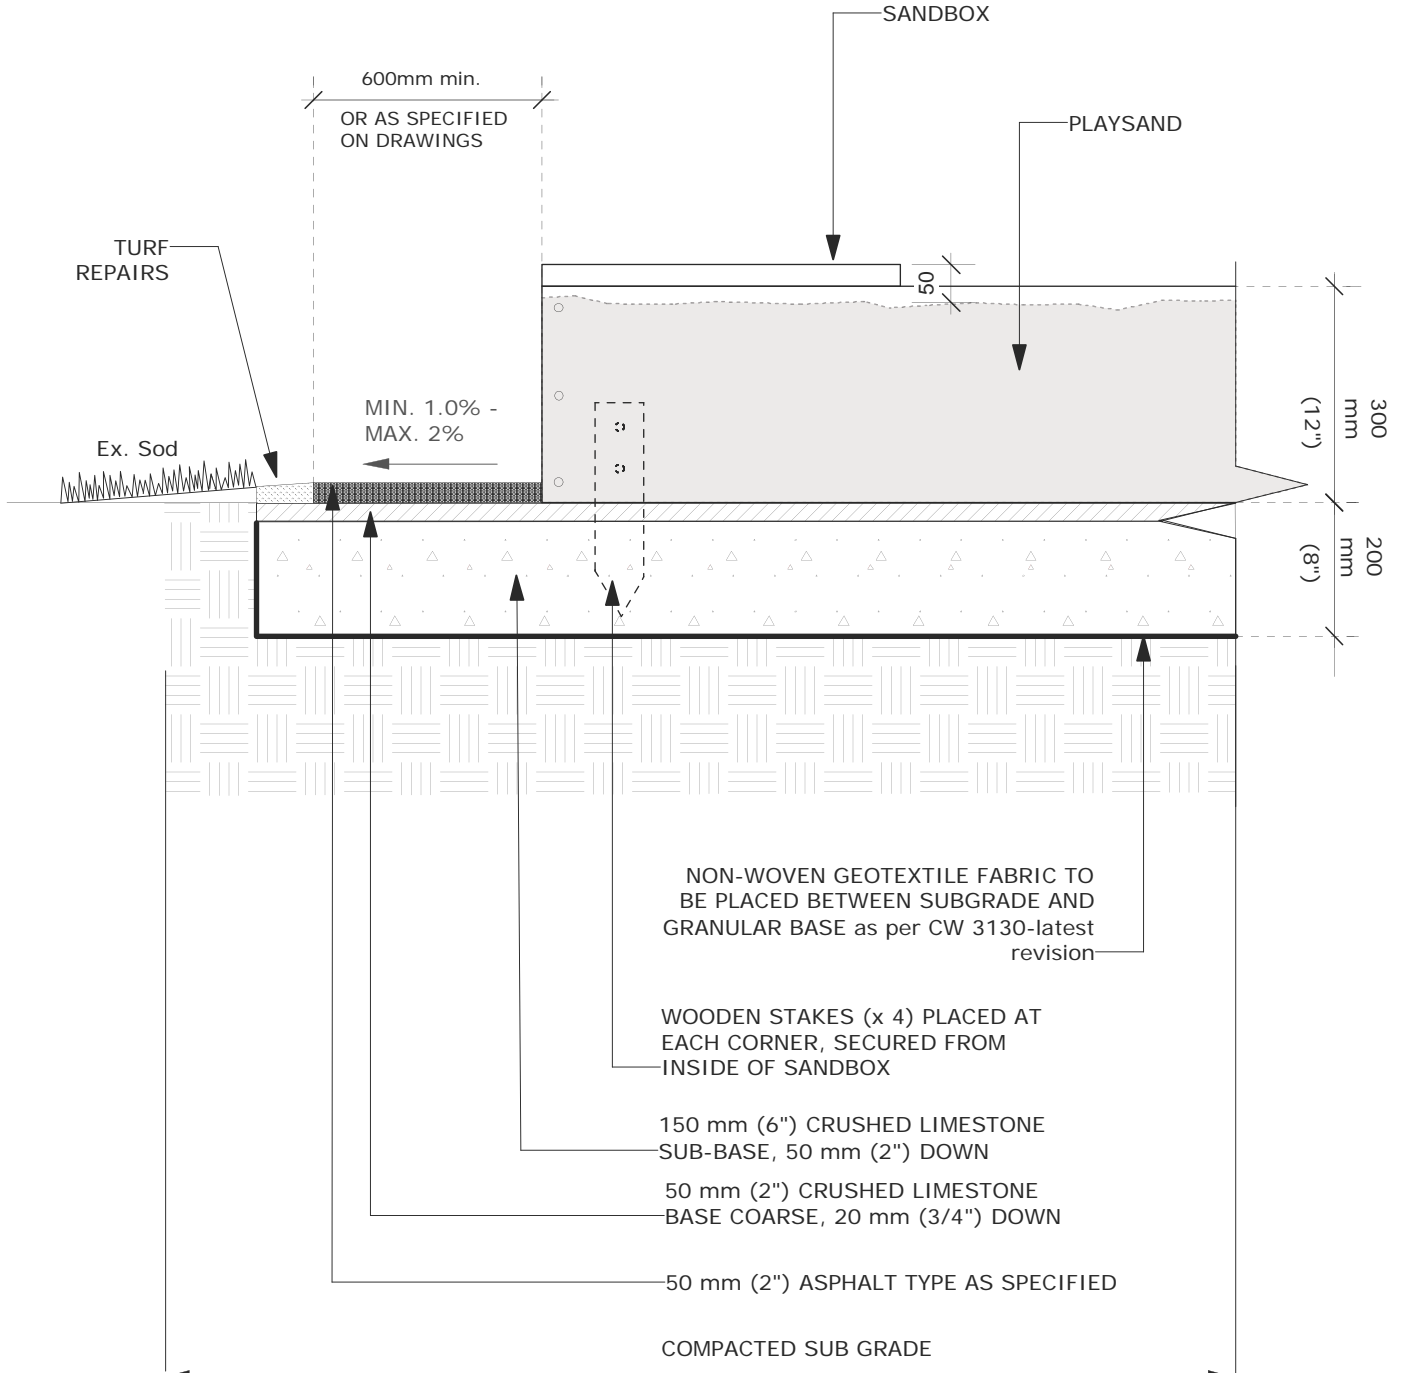 SANDBOX
600mm min.
OR AS SPECIFIED
ON DRAWINGS
PLAYSAND
TURF
REPAIRS
50
MIN. 1.0% -
MAX. 2%
Ex. Sod
300
mm
(12")
200
mm
(8")
NON-WOVEN GEOTEXTILE FABRIC TO
BE PLACED BETWEEN SUBGRADE AND
GRANULAR BASE as per CW 3130-latest
revision
WOODEN STAKES (x 4) PLACED AT
EACH CORNER, SECURED FROM
INSIDE OF SANDBOX
150 mm (6") CRUSHED LIMESTONE
SUB-BASE, 50 mm (2") DOWN
50 mm (2") CRUSHED LIMESTONE
BASE COARSE, 20 mm (3/4") DOWN
50 mm (2") ASPHALT TYPE AS SPECIFIED
COMPACTED SUB GRADE